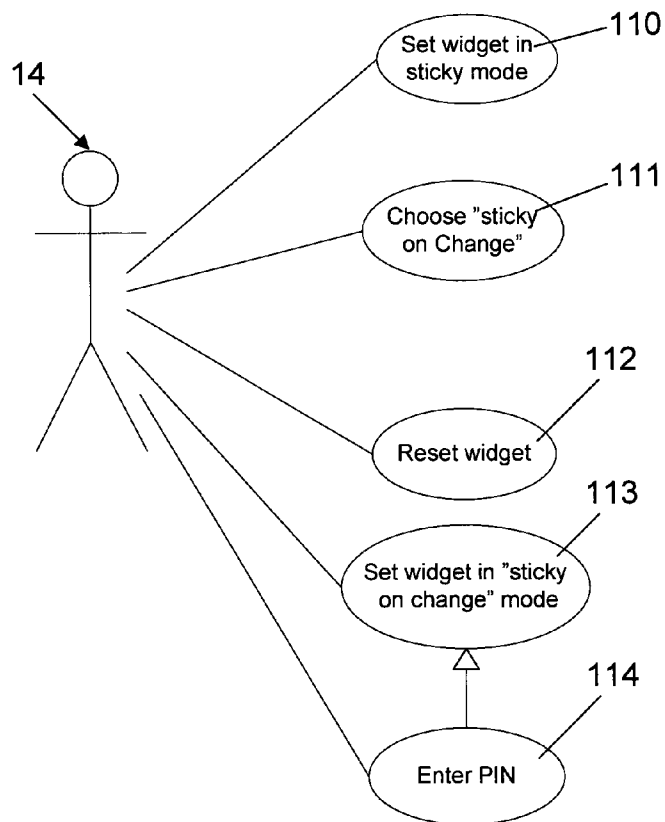 110
Set widget in
sticky mode
14
111
Choose ”sticky
on Change”
112
Reset widget
113
Set widget in ”sticky
on change” mode
114
Enter PIN